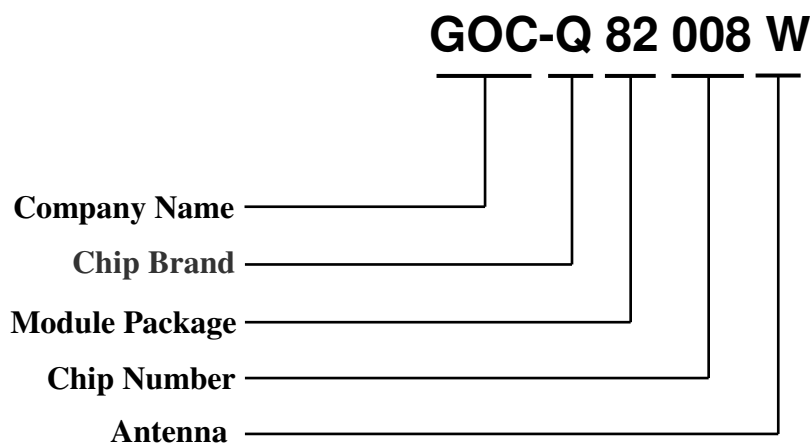 GOC-Q 82 008 W
Company Name
Chip Brand
Module Package
Chip Number
Antenna